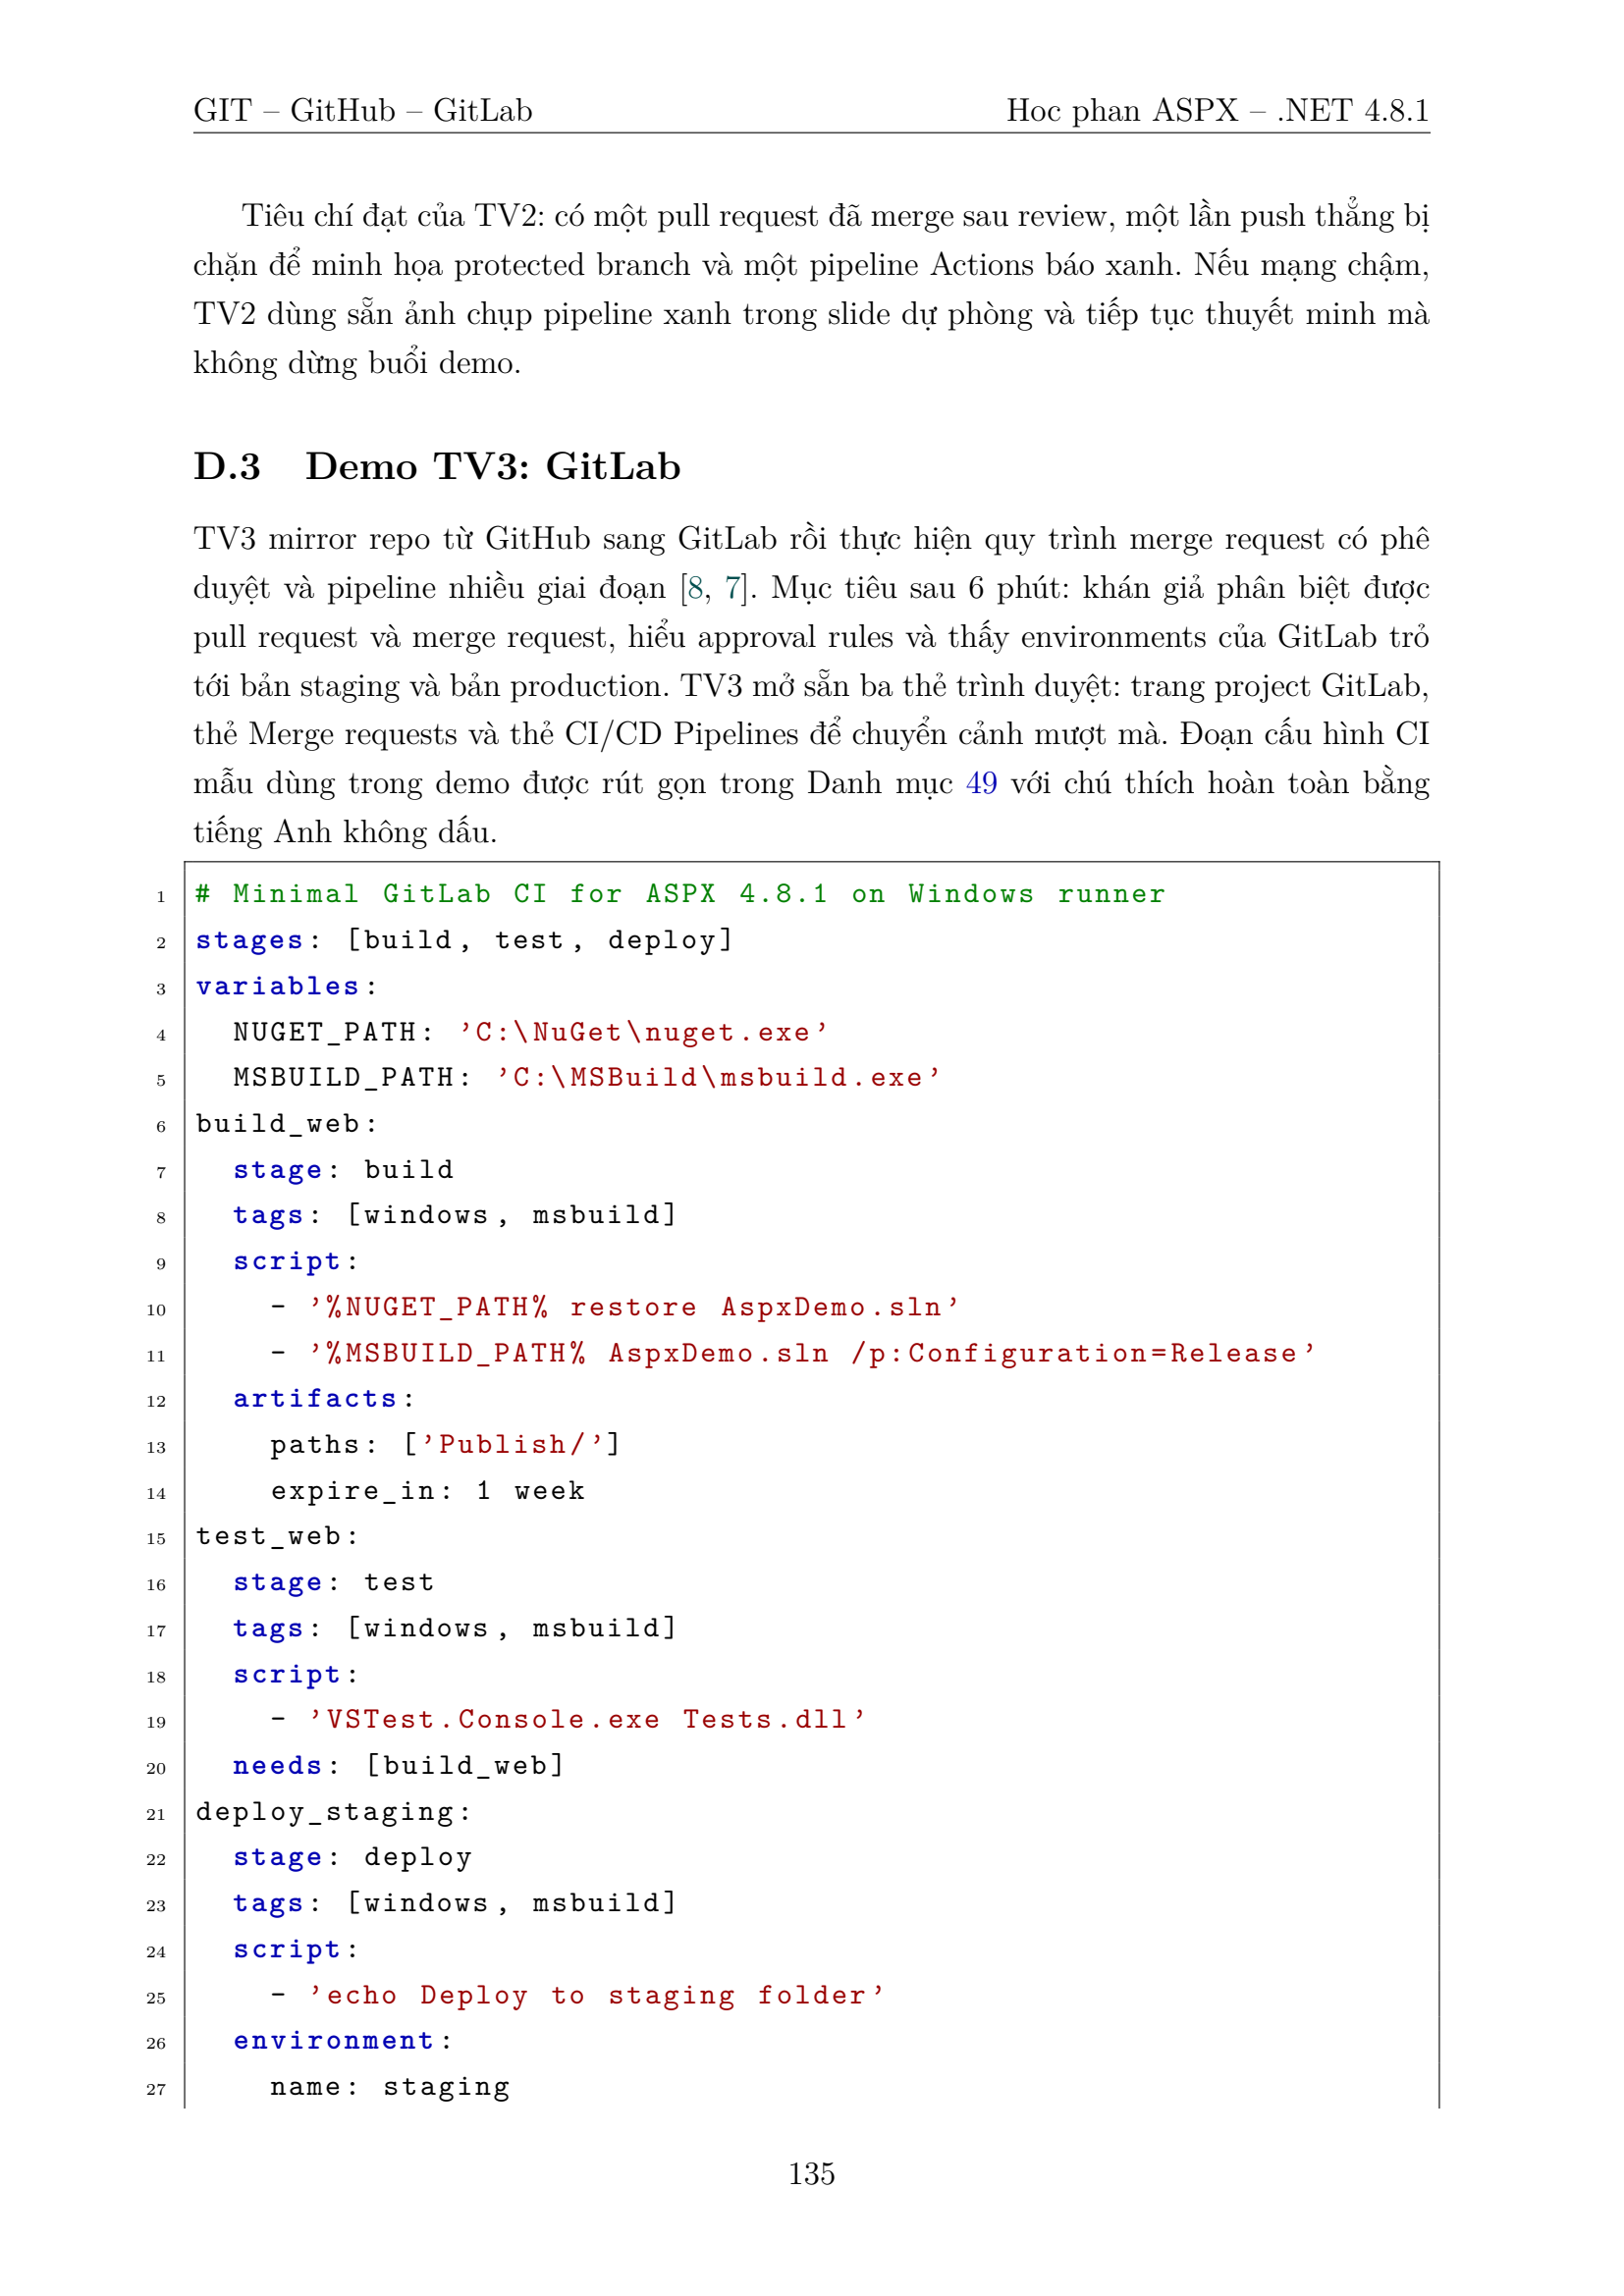 GIT – GitHub – GitLab Hoc phan ASPX – .NET 4.8.1
Tiêu chí đạt của TV2: có một pull request đã merge sau review, một lần push thẳng bị
chặn để minh họa protected branch và một pipeline Actions báo xanh. Nếu mạng chậm,
TV2 dùng sẵn ảnh chụp pipeline xanh trong slide dự phòng và tiếp tục thuyết minh mà
không dừng buổi demo.
D.3 Demo TV3: GitLab
TV3 mirror repo từ GitHub sang GitLab rồi thực hiện quy trình merge request có phê
duyệt và pipeline nhiều giai đoạn [8, 7]. Mục tiêu sau 6 phút: khán giả phân biệt được
pull request và merge request, hiểu approval rules và thấy environments của GitLab trỏ
tới bản staging và bản production. TV3 mở sẵn ba thẻ trình duyệt: trang project GitLab,
thẻ Merge requests và thẻ CI/CD Pipelines để chuyển cảnh mượt mà. Đoạn cấu hình CI
mẫu dùng trong demo được rút gọn trong Danh mục 49 với chú thích hoàn toàn bằng
tiếng Anh không dấu.
1 # Minimal GitLab CI for ASPX 4.8.1 on Windows runner
2 stages: [build, test, deploy]
3 variables:
4   NUGET_PATH: 'C:\NuGet\nuget.exe'
5   MSBUILD_PATH: 'C:\MSBuild\msbuild.exe'
6 build_web:
7   stage: build
8   tags: [windows, msbuild]
9   script:
10     - '%NUGET_PATH% restore AspxDemo.sln'
11     - '%MSBUILD_PATH% AspxDemo.sln /p:Configuration=Release'
12   artifacts:
13     paths: ['Publish/']
14     expire_in: 1 week
15 test_web:
16   stage: test
17   tags: [windows, msbuild]
18   script:
19     - 'VSTest.Console.exe Tests.dll'
20   needs: [build_web]
21 deploy_staging:
22   stage: deploy
23   tags: [windows, msbuild]
24   script:
25     - 'echo Deploy to staging folder'
26   environment:
27     name: staging
135